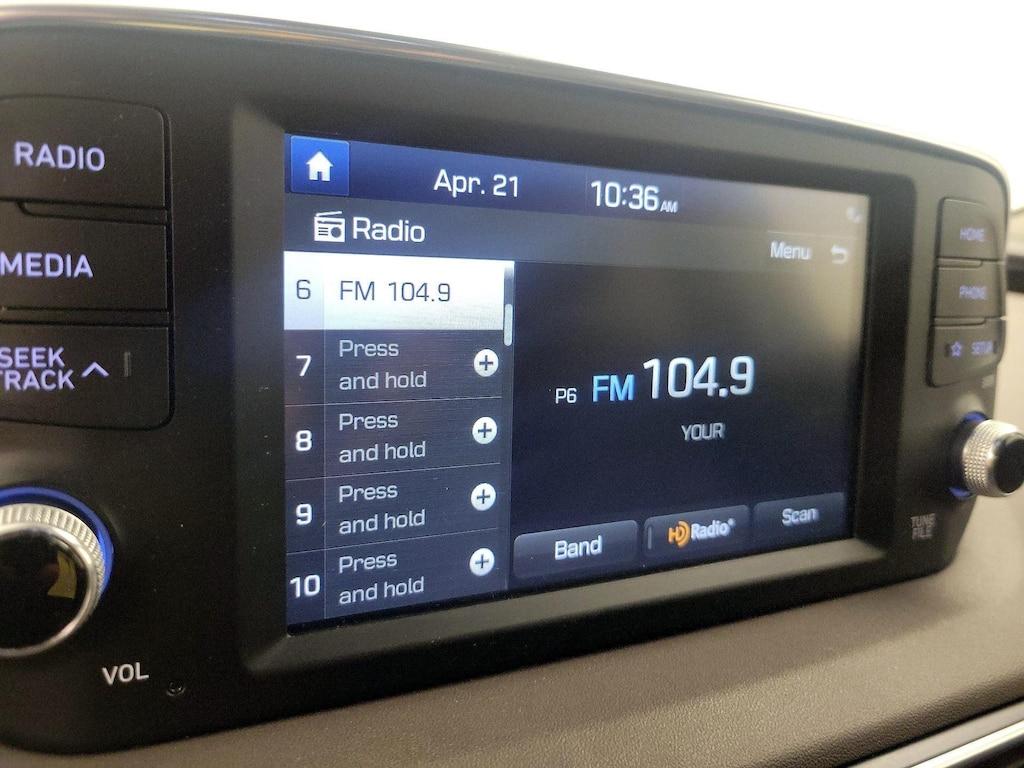 RADIO
MEDIA
SEEK
TRACK
VOL
Apr. 21
10:36 AM
Radio
Menu
6 FM 104.9
7 Press
and hold
8 Press
and hold
9 Press
and hold
10 Press
and hold
P6 FM 104.9
YOUR
Band
HD Radio®
Scan
HOME
PHONE
SETUP
TUNE
FILE